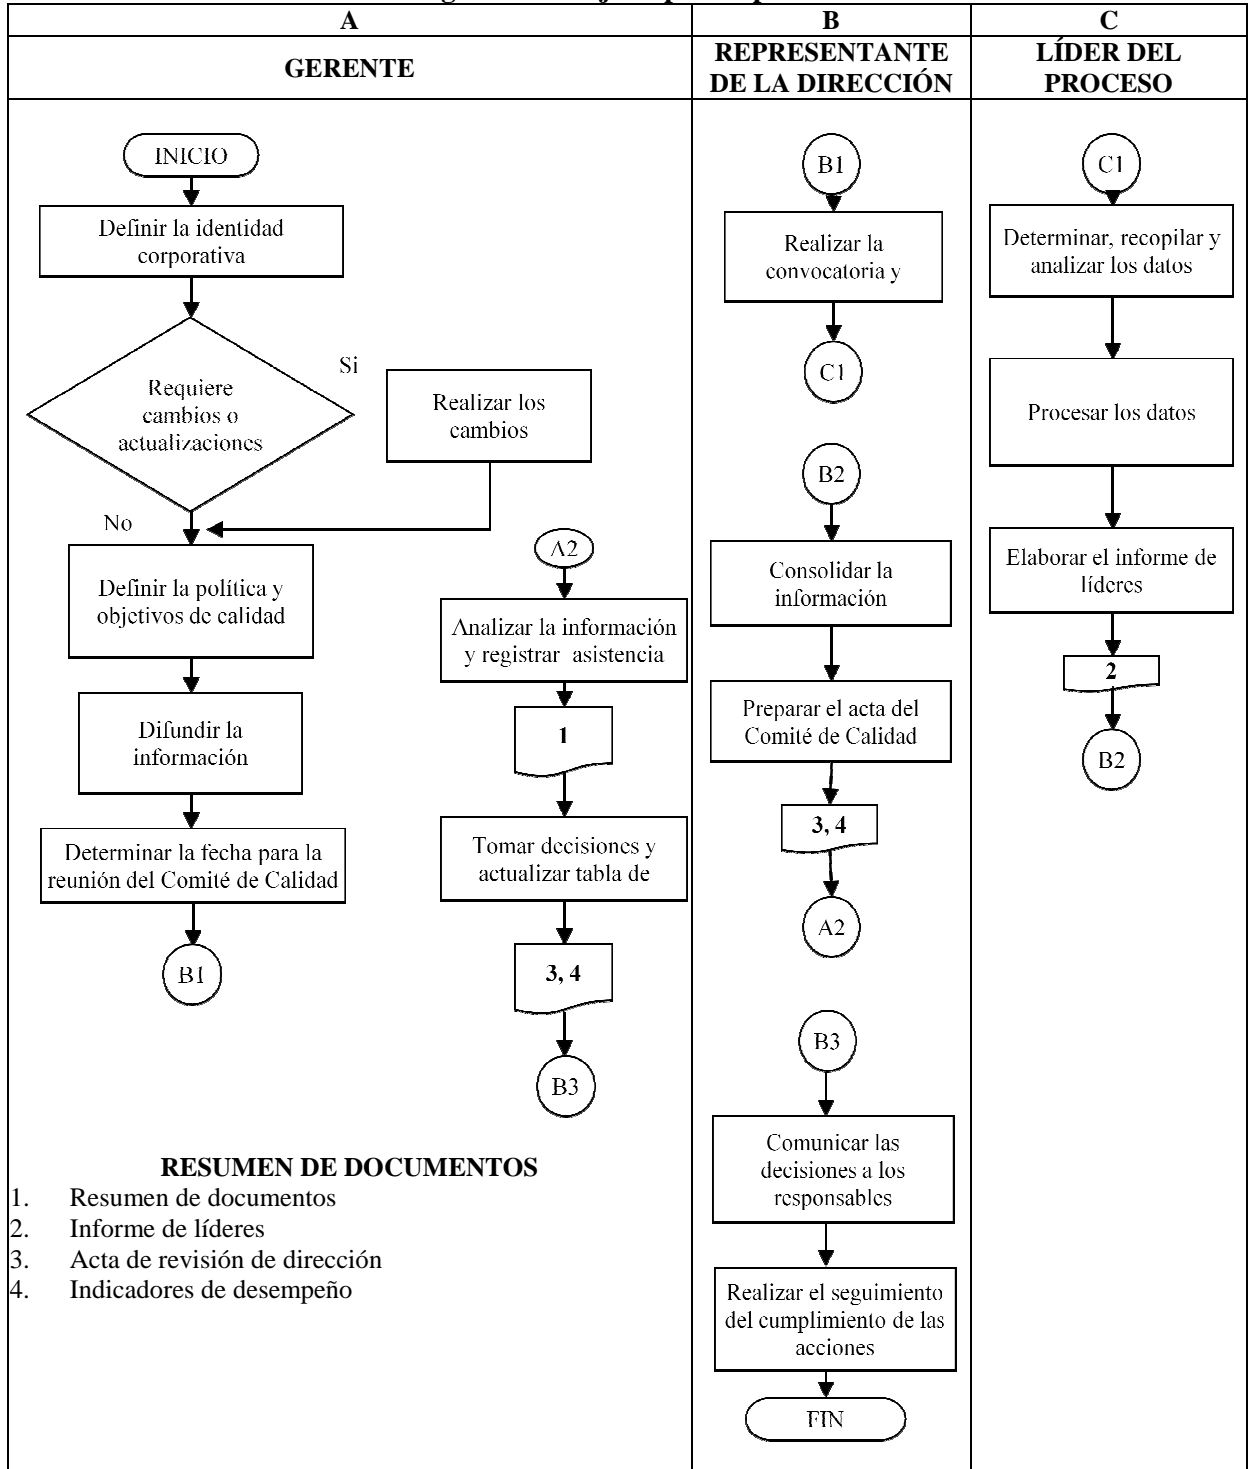 A
B
C
GERENTE
REPRESENTANTE
DE LA DIRECCIÓN
LÍDER DEL
PROCESO
INICIO
Definir la identidad
corporativa
Requiere
cambios o
actualizaciones
Si
Realizar los
cambios
No
Definir la política y
objetivos de calidad
Difundir la
información
Determinar la fecha para la
reunión del Comité de Calidad
B1
A2
Analizar la información
y registrar asistencia
1
Tomar decisiones y
actualizar tabla de
3, 4
B3
RESUMEN DE DOCUMENTOS
1. Resumen de documentos
2. Informe de líderes
3. Acta de revisión de dirección
4. Indicadores de desempeño
B1
Realizar la
convocatoria y
C1
B2
Consolidar la
información
Preparar el acta del
Comité de Calidad
3, 4
A2
B3
Comunicar las
decisiones a los
responsables
Realizar el seguimiento
del cumplimiento de las
acciones
FIN
C1
Determinar, recopilar y
analizar los datos
Procesar los datos
Elaborar el informe de
líderes
2
B2